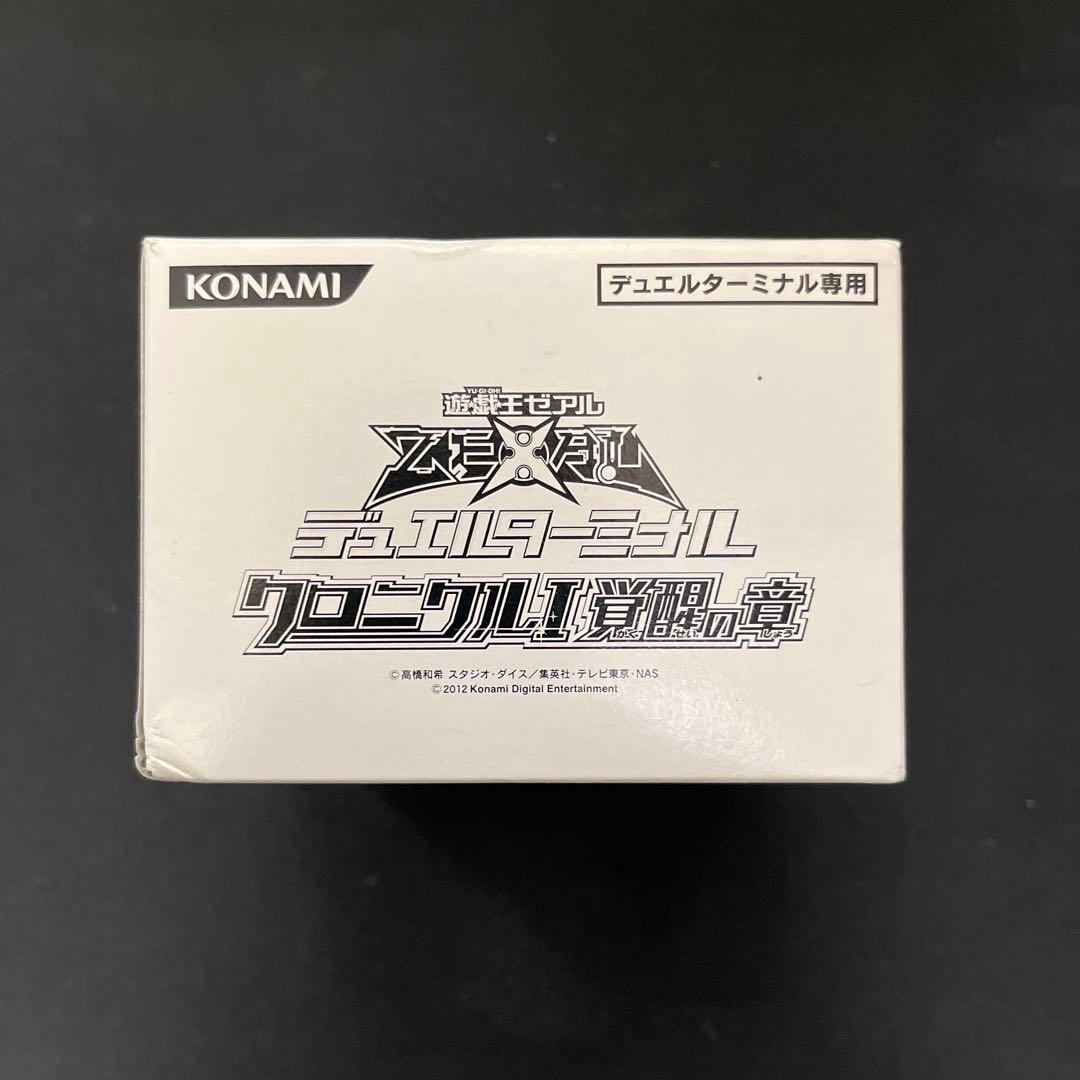 KONAMI
デュエルターミナル専用
YU-GI-OH!
遊☆戯☆王ゼアル
ZEXAL
デュエルターミナル
クロニクルI 覚醒の章
かく せい しょう
©高橋和希 スタジオ・ダイス／集英社・テレビ東京・NAS
©2012 Konami Digital Entertainment